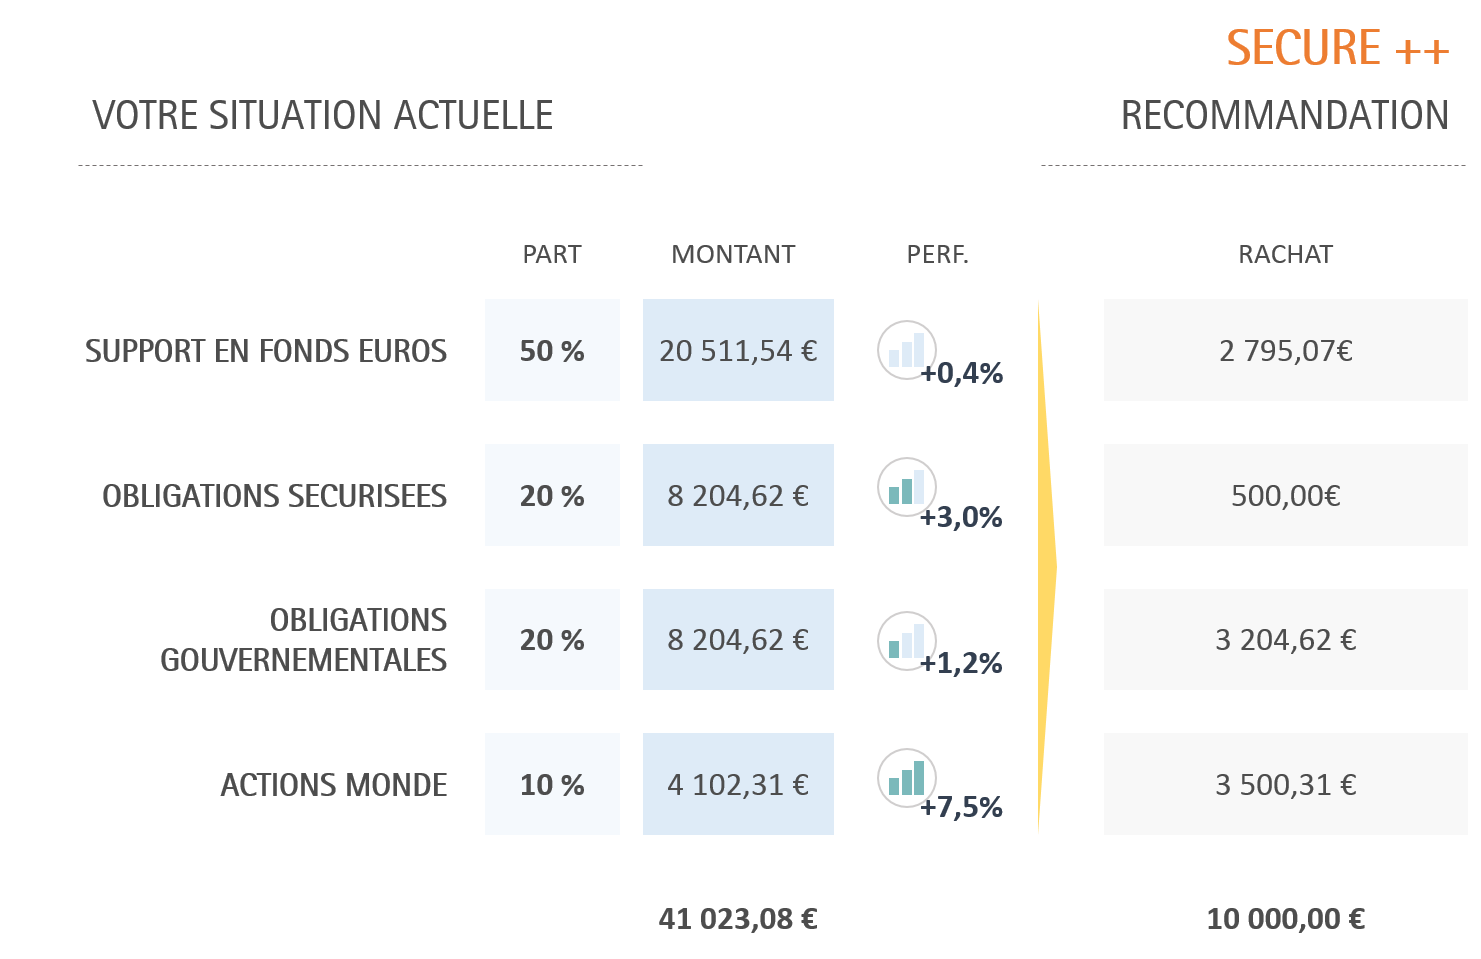 SECURE ++
VOTRE SITUATION ACTUELLE
RECOMMANDATION
PART MONTANT PERF. RACHAT
SUPPORT EN FONDS EUROS 50 % 20 511,54 € +0,4% 2 795,07€
OBLIGATIONS SECURISEES 20 % 8 204,62 € +3,0% 500,00€
OBLIGATIONS
GOUVERNEMENTALES 20 % 8 204,62 € +1,2% 3 204,62 €
ACTIONS MONDE 10 % 4 102,31 € +7,5% 3 500,31 €
41 023,08 € 10 000,00 €